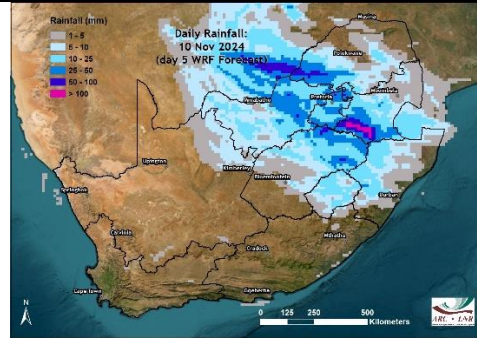 Rainfall (mm)
1 - 5
5 - 10
10 - 25
25 - 50
50 - 100
> 100
Daily Rainfall:
10 Nov 2024
(day 5 WRF Forecast)
Musina
Polokwane
Mbombela
Pretoria
Upington
Kimberley
Bloemfontein
Springbok
Durban
Calvinia
Mthatha
Cradock
Cape Town
Gqeberha
N
0 125 250 500
Kilometers
ARC • LNR